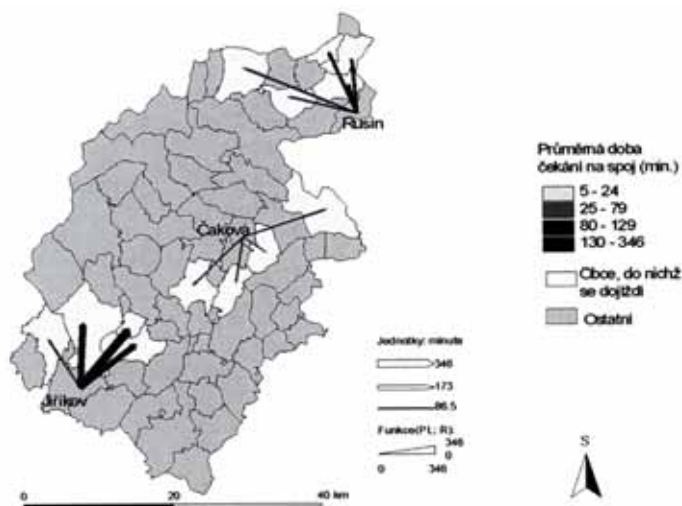 Rusín
Čaková
Jiříkov
Průměrná doba
čekání na spoj (min.)
5 - 24
25 - 79
80 - 129
130 - 346
Obce, do nichž
se dojíždí
Ostatní
Jednotky: minuta
346
173
86.5
Funkce(PL; R):
346
0
0 346
S
0 20 40 km